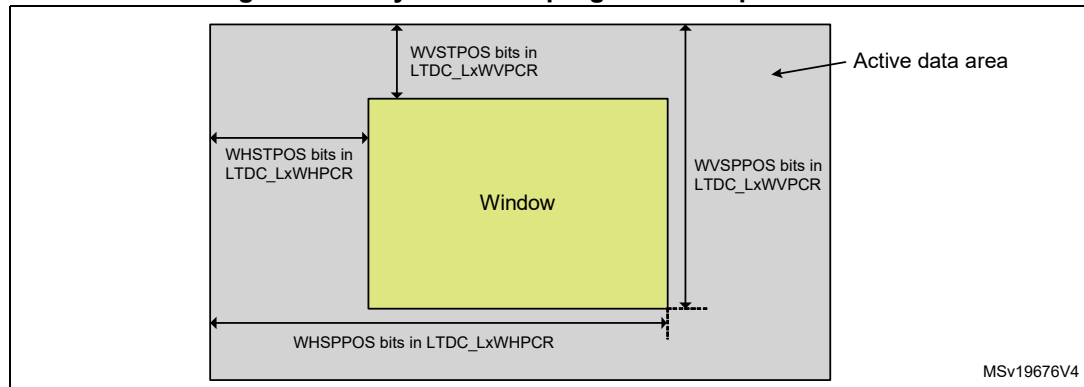 WVSTPOS bits in
LTDC_LxWVPCR
Active data area
WHSTPOS bits in
LTDC_LxWHPCR
WVSPPOS bits in
LTDC_LxWVPCR
Window
WHSPPOS bits in LTDC_LxWHPCR
MSv19676V4